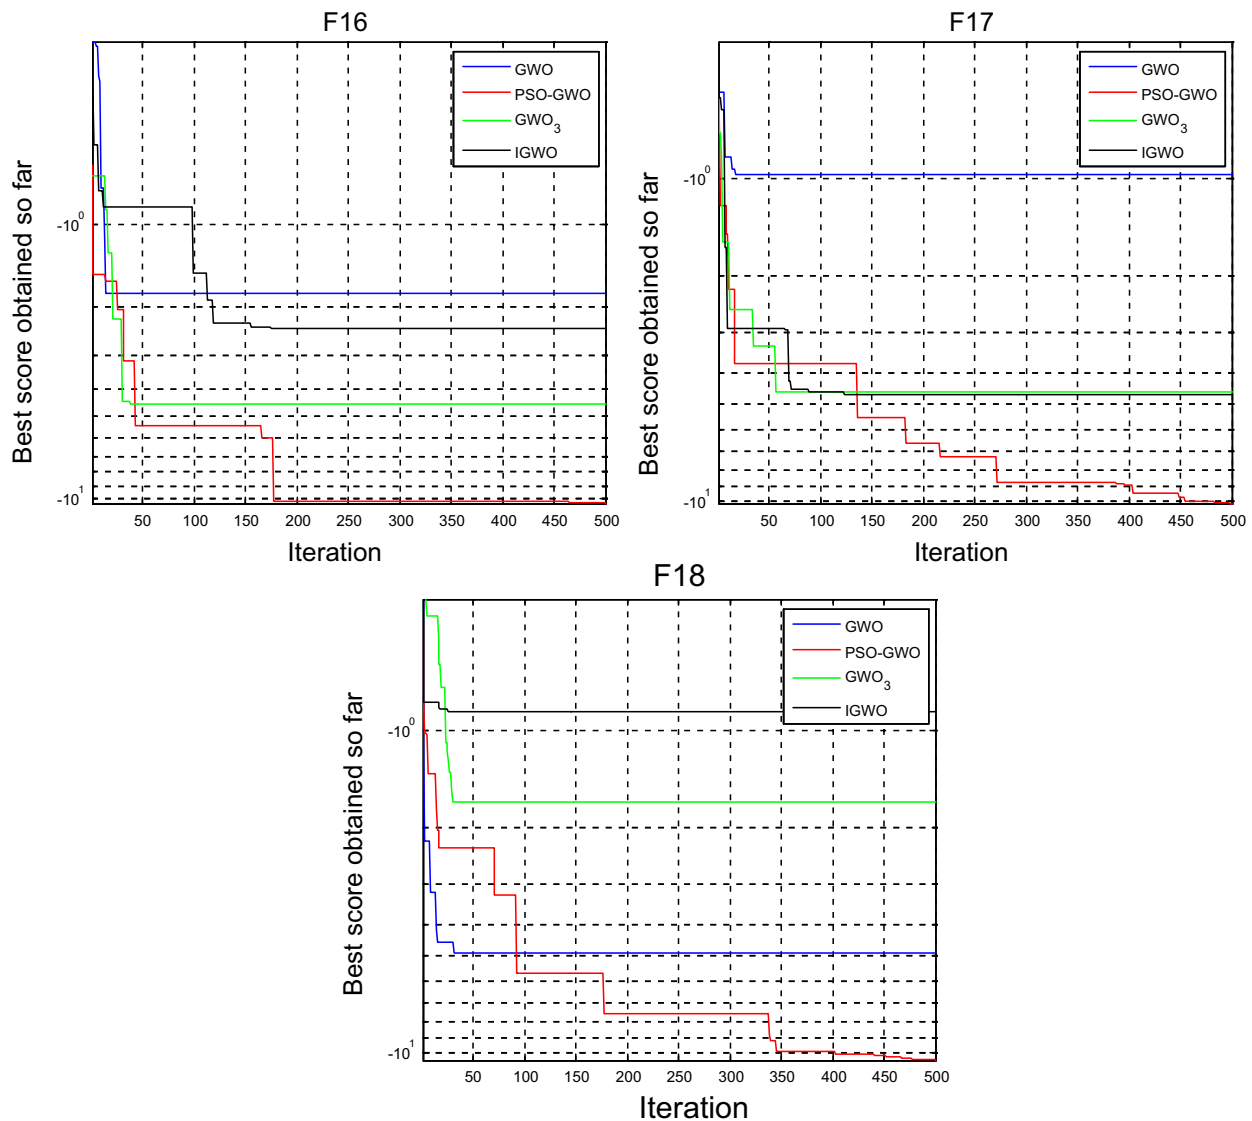 F16
GWO
PSO-GWO
GWO3
IGWO
-10^0
-10^1
Best score obtained so far
50 100 150 200 250 300 350 400 450 500
Iteration
F17
GWO
PSO-GWO
GWO3
IGWO
-10^0
-10^1
Best score obtained so far
50 100 150 200 250 300 350 400 450 500
Iteration
F18
GWO
PSO-GWO
GWO3
IGWO
-10^0
-10^1
Best score obtained so far
50 100 150 200 250 300 350 400 450 500
Iteration